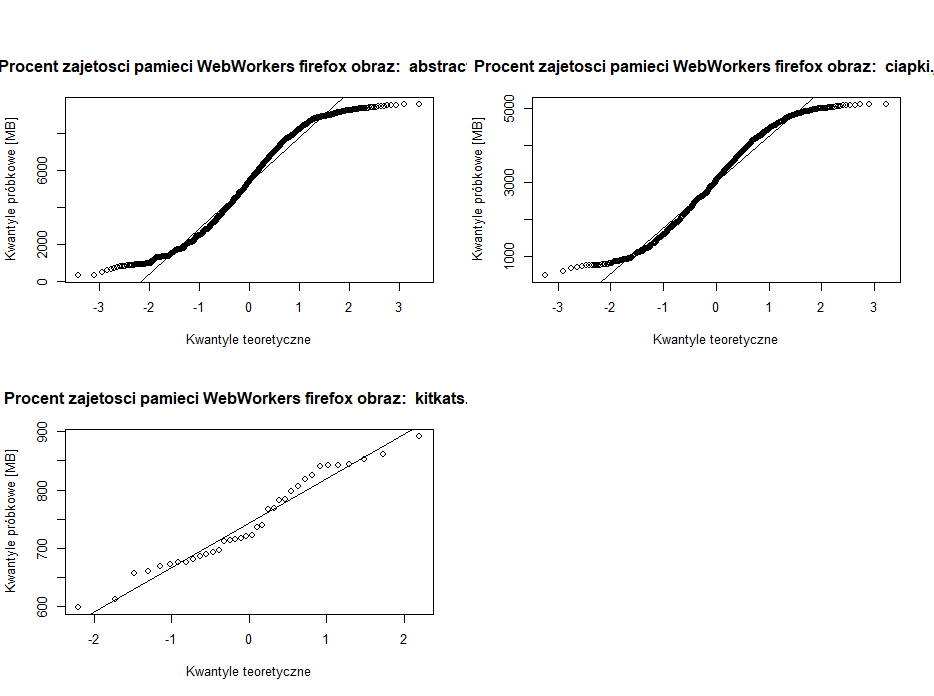 Procent zajetosci pamieci WebWorkers firefox obraz: abstrac
Kwantyle próbkowe [MB]
0 2000 6000
-3 -2 -1 0 1 2 3
Kwantyle teoretyczne
Procent zajetosci pamieci WebWorkers firefox obraz: ciapki.
Kwantyle próbkowe [MB]
1000 3000 5000
-3 -2 -1 0 1 2 3
Kwantyle teoretyczne
Procent zajetosci pamieci WebWorkers firefox obraz: kitkats.
Kwantyle próbkowe [MB]
600 700 800 900
-2 -1 0 1 2
Kwantyle teoretyczne